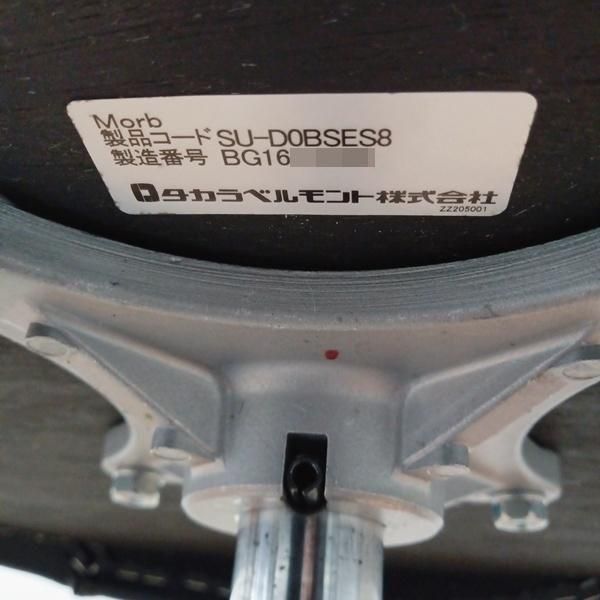 Morb
製品コード SU-D0BSES8
製造番号 BG16
タカラベルモント株式会社
ZZ205001